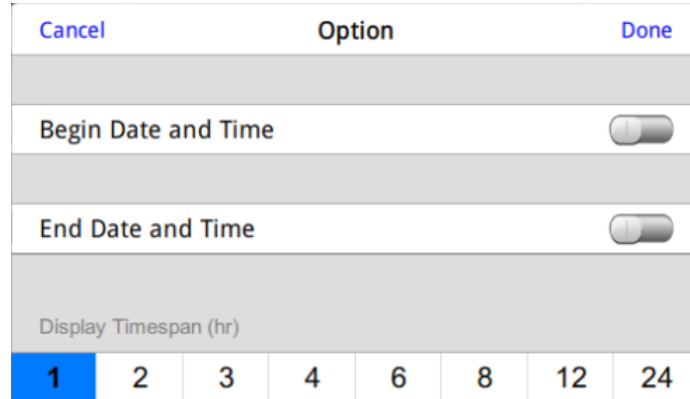 Cancel Option Done
Begin Date and Time
End Date and Time
Display Timespan (hr)
1 2 3 4 6 8 12 24